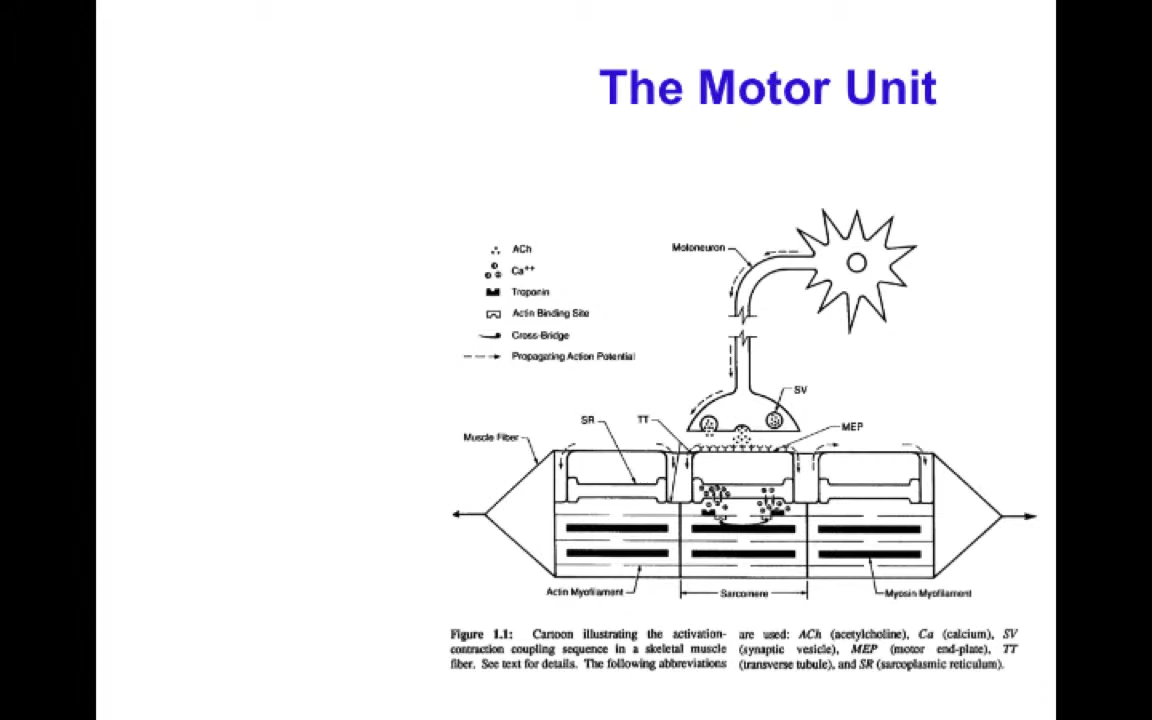 The Motor Unit
ACh
Ca++
Troponin
Actin Binding Site
Cross-Bridge
Propagating Action Potential
Motoneuron
SV
SR
TT
MEP
Muscle Fiber
Actin Myofilament
Sarcomere
Myosin Myofilament
Figure 1.1: Cartoon illustrating the activation-
contraction coupling sequence in a skeletal muscle
fiber. See text for details. The following abbreviations
are used: ACh (acetylcholine), Ca (calcium), SV
(synaptic vesicle), MEP (motor end-plate), TT
(transverse tubule), and SR (sarcoplasmic reticulum).